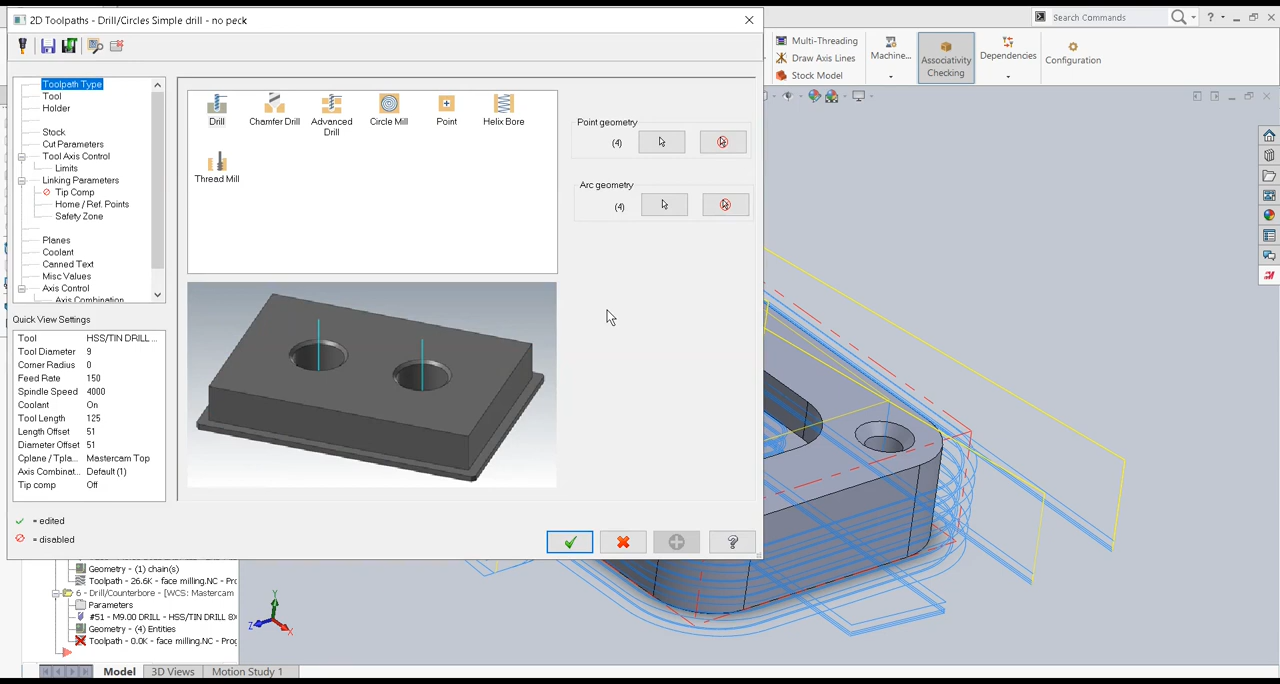 2D Toolpaths - Drill/Circles Simple drill - no peck
Search Commands
?
Multi-Threading
Draw Axis Lines
Stock Model
Machine...
Associativity
Checking
Dependencies
Configuration
Toolpath Type
Tool
Holder
Stock
Cut Parameters
Tool Axis Control
Limits
Linking Parameters
Tip Comp
Home / Ref. Points
Safety Zone
Planes
Coolant
Canned Text
Misc Values
Axis Control
Axis Combination
Drill
Chamfer Drill
Advanced
Drill
Circle Mill
Point
Helix Bore
Thread Mill
Point geometry
(4)
Arc geometry
(4)
Quick View Settings
Tool HSS/TIN DRILL ...
Tool Diameter 9
Corner Radius 0
Feed Rate 150
Spindle Speed 4000
Coolant On
Tool Length 125
Length Offset 51
Diameter Offset 51
Cplane / Tpla... Mastercam Top
Axis Combinat... Default (1)
Tip comp Off
= edited
= disabled
?
Geometry - (1) chain(s)
Toolpath - 26.6K - face milling.NC - Pro
6 - Drill/Counterbore - [WCS: Mastercam
Parameters
#51 - M9.00 DRILL - HSS/TIN DRILL 8x
Geometry - (4) Entities
Toolpath - 0.0K - face milling.NC - Prog
Y
Z
X
Model
3D Views
Motion Study 1